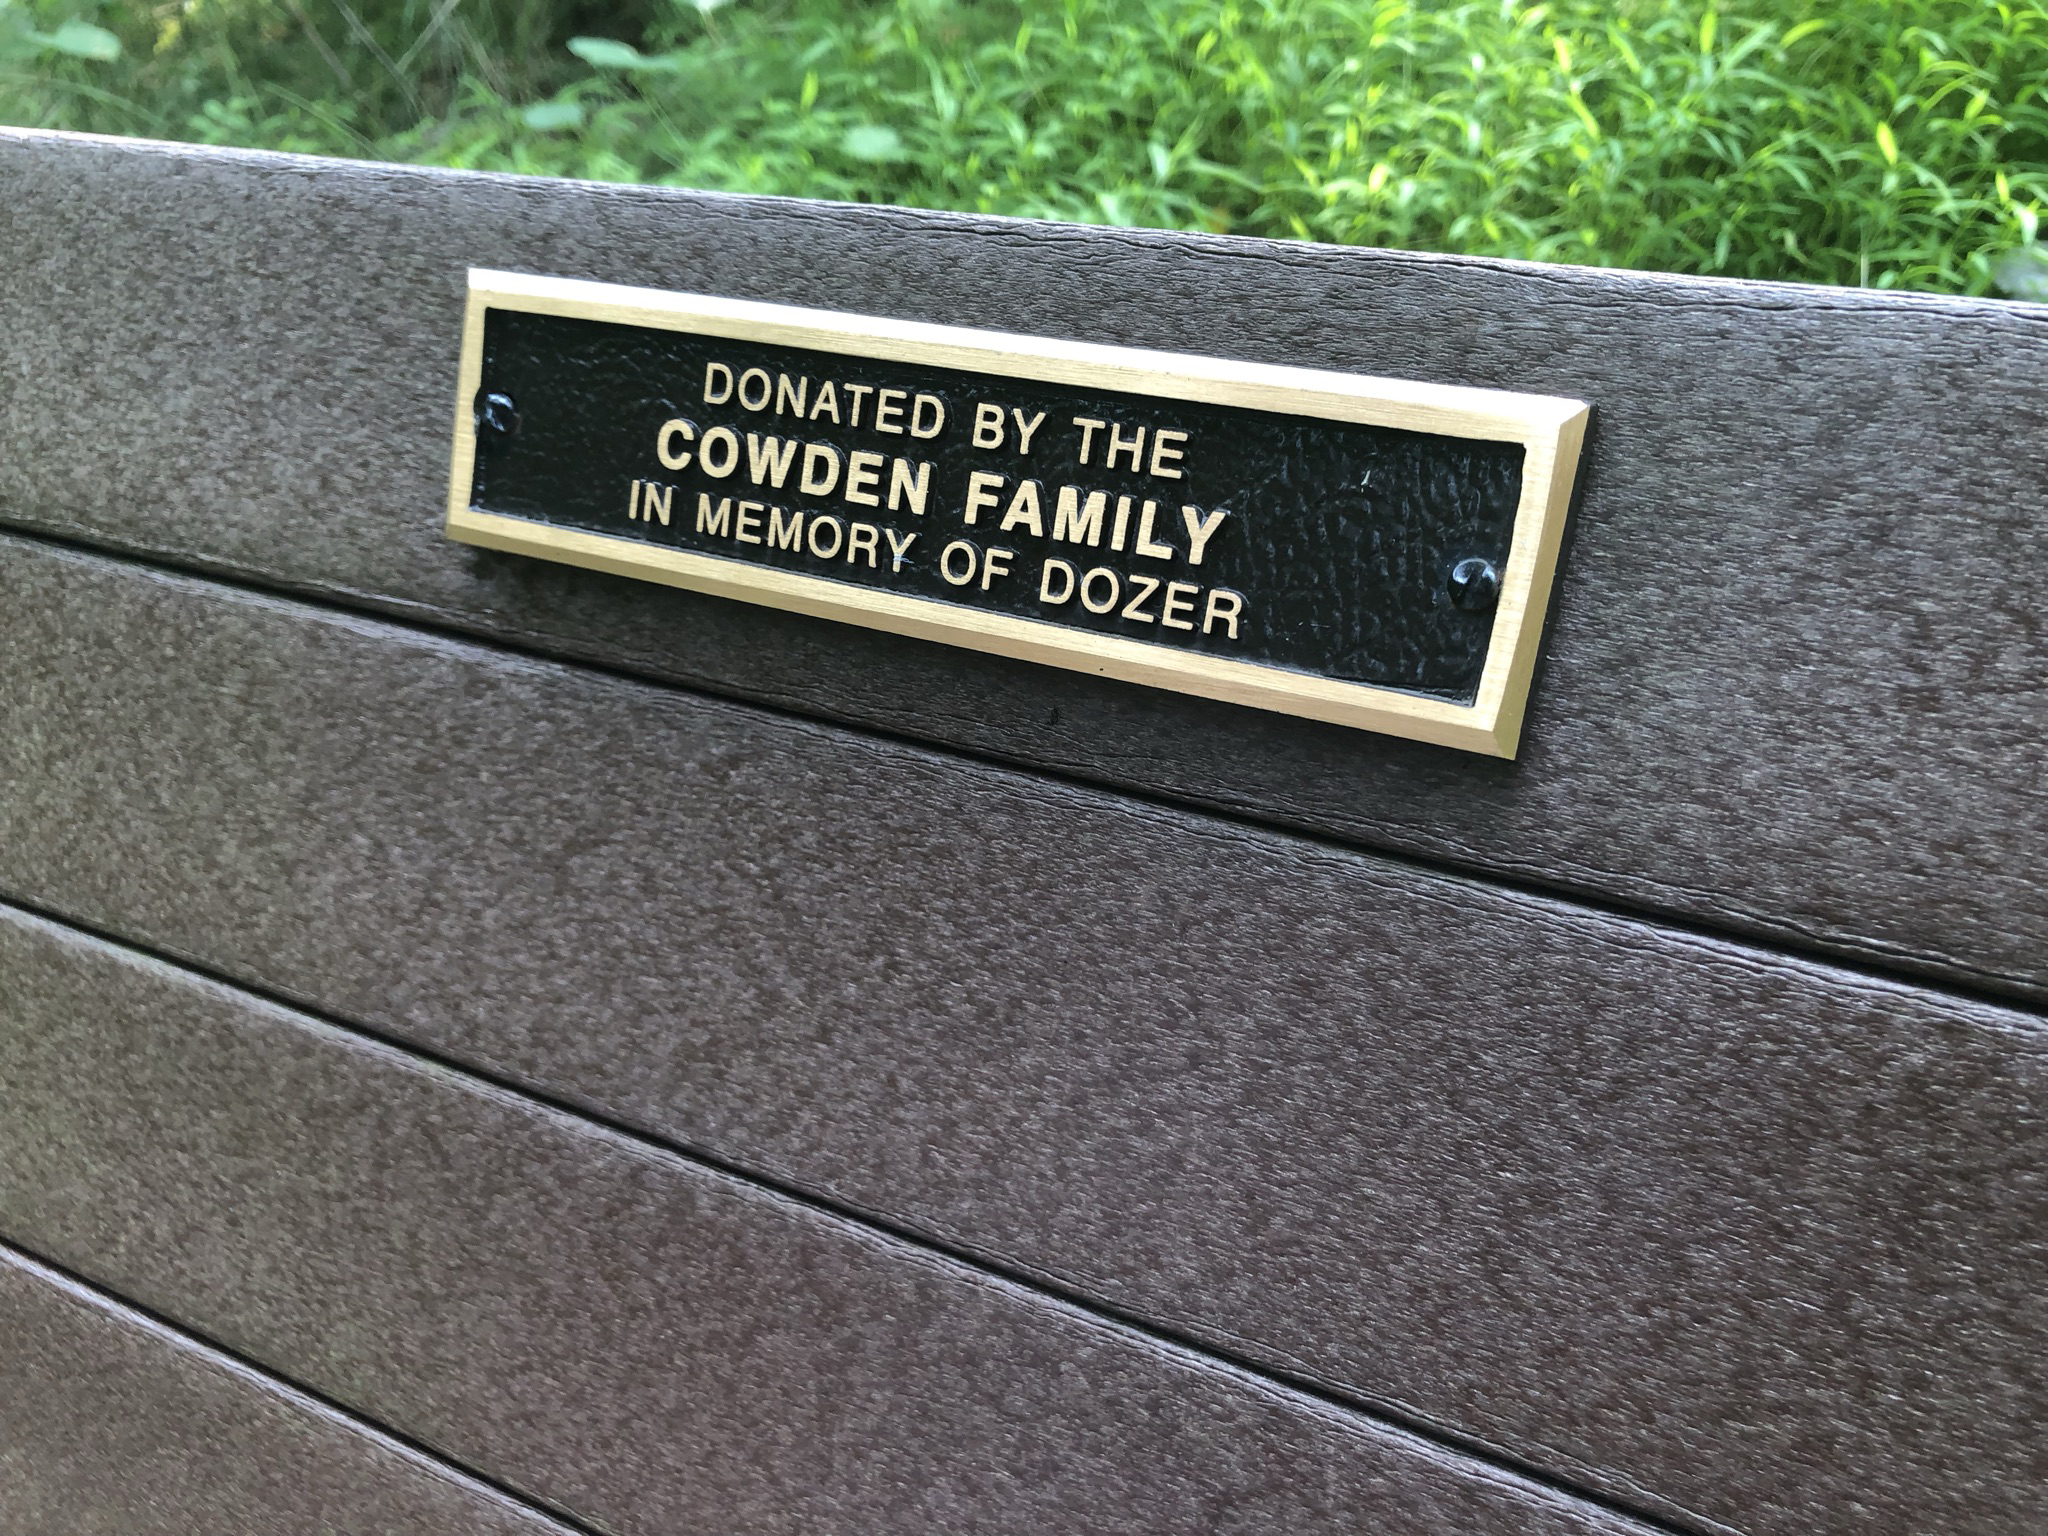 DONATED BY THE
COWDEN FAMILY
IN MEMORY OF DOZER